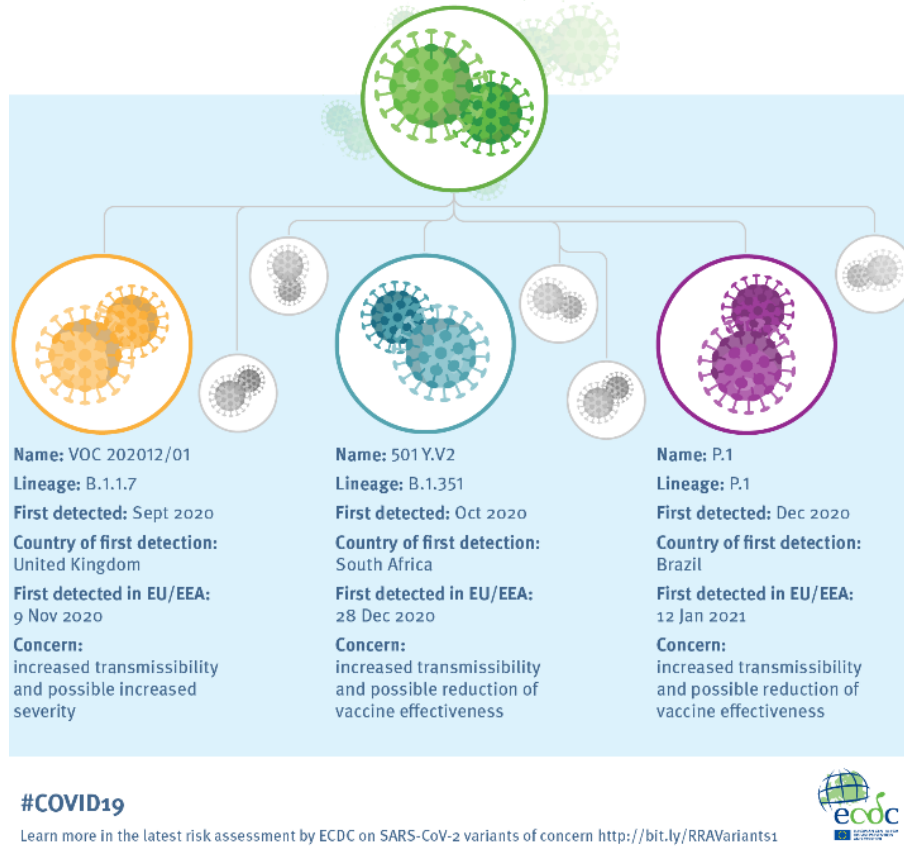 Name: VOC 202012/01
Lineage: B.1.1.7
First detected: Sept 2020
Country of first detection:
United Kingdom
First detected in EU/EEA:
9 Nov 2020
Concern:
increased transmissibility
and possible increased
severity
Name: 501 Y.V2
Lineage: B.1.351
First detected: Oct 2020
Country of first detection:
South Africa
First detected in EU/EEA:
28 Dec 2020
Concern:
increased transmissibility
and possible reduction of
vaccine effectiveness
Name: P.1
Lineage: P.1
First detected: Dec 2020
Country of first detection:
Brazil
First detected in EU/EEA:
12 Jan 2021
Concern:
increased transmissibility
and possible reduction of
vaccine effectiveness
#COVID19
Learn more in the latest risk assessment by ECDC on SARS-CoV-2 variants of concern http://bit.ly/RRAVariants1
ecdc